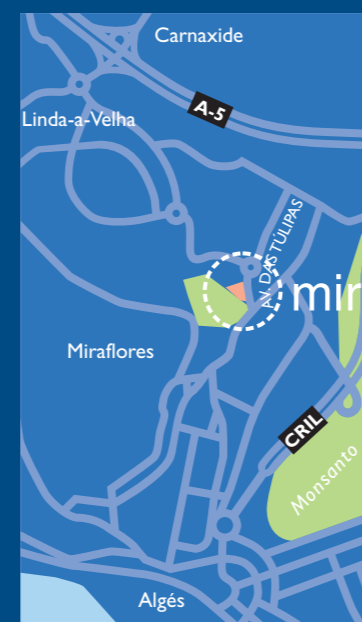 Carnaxide
A-5
Linda-a-Velha
AV. DAS TÚLIPAS
mir
Miraflores
CRIL
Monsanto
Algés